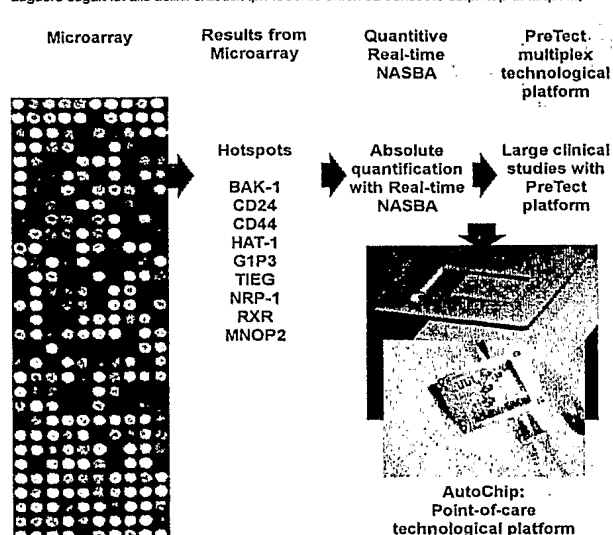 Microarray
Results from
Microarray
Quantitive
Real-time
NASBA
PreTect
multiplex
technological
platform
Hotspots
BAK-1
CD24
CD44
HAT-1
G1P3
TIEG
NRP-1
RXR
MNOP2
Absolute
quantification
with Real-time
NASBA
Large clinical
studies with
PreTect
platform
AutoChip:
Point-of-care
technological platform